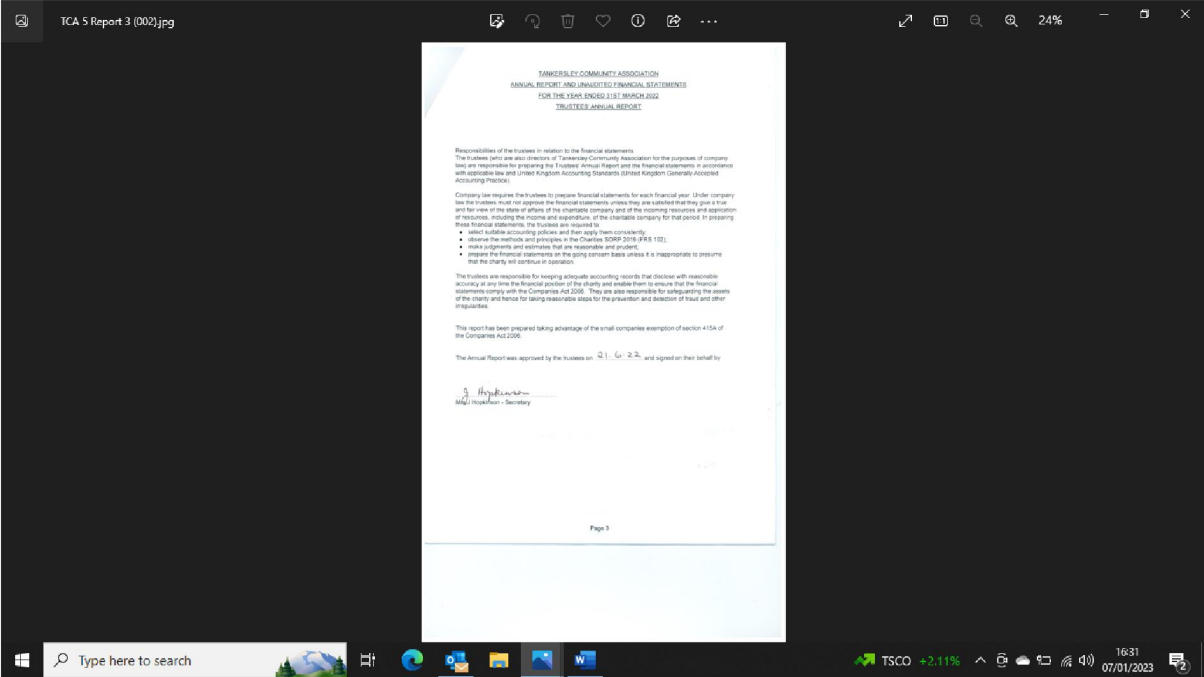 TCA 5 Report 3 (002).jpg
24%
TANKERSLEY COMMUNITY ASSOCIATION
ANNUAL REPORT AND UNAUDITED FINANCIAL STATEMENTS
FOR THE YEAR ENDED 31ST MARCH 2022
TRUSTEES' ANNUAL REPORT
Responsibilities of the trustees in relation to the financial statements
The trustees (who are also directors of Tankersley Community Association for the purposes of company
law) are responsible for preparing the Trustees' Annual Report and the financial statements in accordance
with applicable law and United Kingdom Accounting Standards (United Kingdom Generally Accepted
Accounting Practice).
Company law requires the trustees to prepare financial statements for each financial year. Under company
law the trustees must not approve the financial statements unless they are satisfied that they give a true
and fair view of the state of affairs of the charitable company and of the incoming resources and application
of resources, including the income and expenditure, of the charitable company for that period. In preparing
these financial statements, the trustees are required to:
• select suitable accounting policies and then apply them consistently;
• observe the methods and principles in the Charities SORP 2019 (FRS 102);
• make judgments and estimates that are reasonable and prudent;
• prepare the financial statements on the going concern basis unless it is inappropriate to presume
that the charity will continue in operation.
The trustees are responsible for keeping adequate accounting records that disclose with reasonable
accuracy at any time the financial position of the charity and enable them to ensure that the financial
statements comply with the Companies Act 2006. They are also responsible for safeguarding the assets
of the charity and hence for taking reasonable steps for the prevention and detection of fraud and other
irregularities.
This report has been prepared taking advantage of the small companies exemption of section 415A of
the Companies Act 2006.
The Annual Report was approved by the trustees on 21.6.22 and signed on their behalf by
J Hopkinson
J Hopkinson - Secretary
Page 3
Type here to search
TSCO +2.11%
16:31
07/01/2023
2